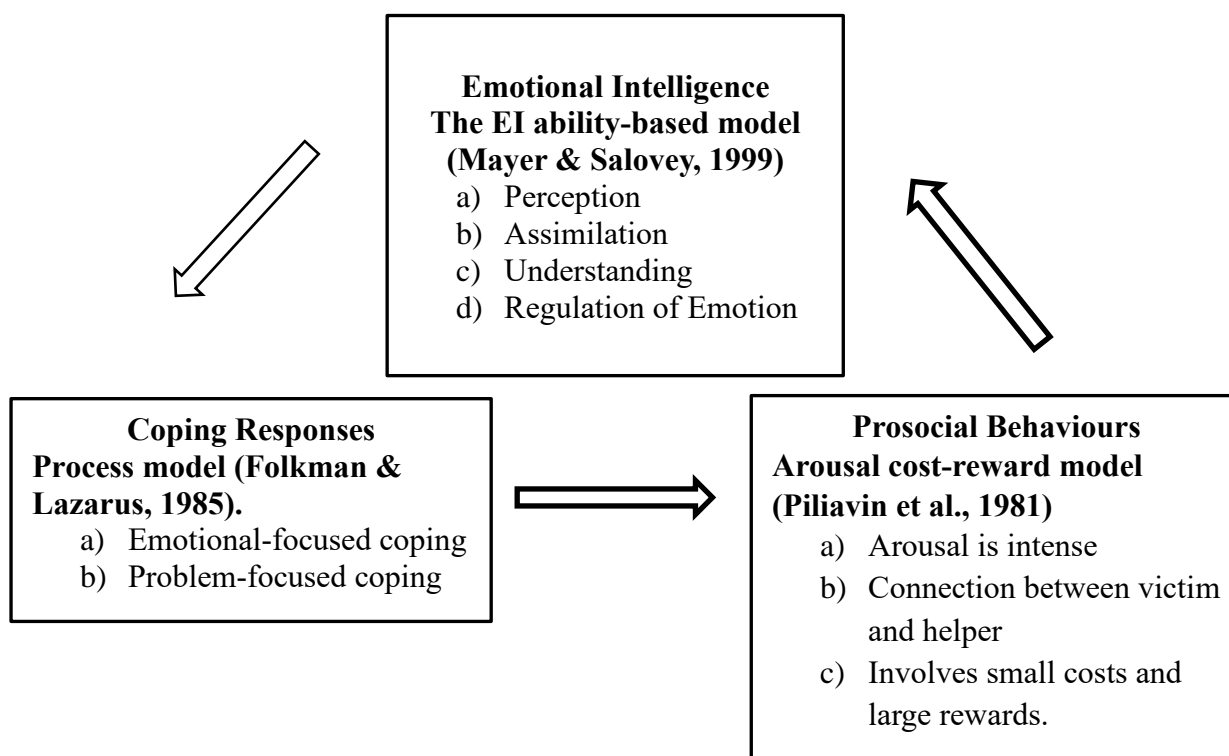 Emotional Intelligence
The EI ability-based model
(Mayer & Salovey, 1999)
a) Perception
b) Assimilation
c) Understanding
d) Regulation of Emotion
Coping Responses
Process model (Folkman &
Lazarus, 1985).
a) Emotional-focused coping
b) Problem-focused coping
Prosocial Behaviours
Arousal cost-reward model
(Piliavin et al., 1981)
a) Arousal is intense
b) Connection between victim
and helper
c) Involves small costs and
large rewards.